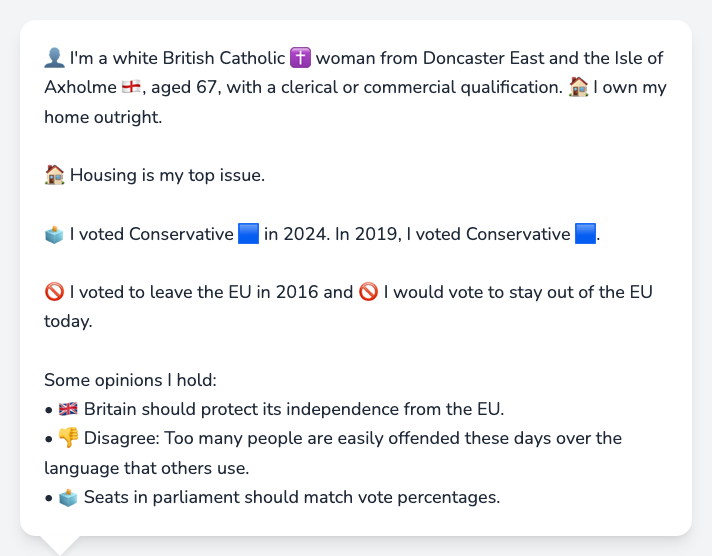 👤 I'm a white British Catholic ✝️ woman from Doncaster East and the Isle of
Axholme 🏴󠁧󠁢󠁥󠁮󠁧󠁿, aged 67, with a clerical or commercial qualification. 🏠 I own my
home outright.
🏠 Housing is my top issue.
🗳️ I voted Conservative 🟦 in 2024. In 2019, I voted Conservative 🟦.
🚫 I voted to leave the EU in 2016 and 🚫 I would vote to stay out of the EU
today.
Some opinions I hold:
• 🇬🇧 Britain should protect its independence from the EU.
• 👎 Disagree: Too many people are easily offended these days over the
language that others use.
• 🗳️ Seats in parliament should match vote percentages.